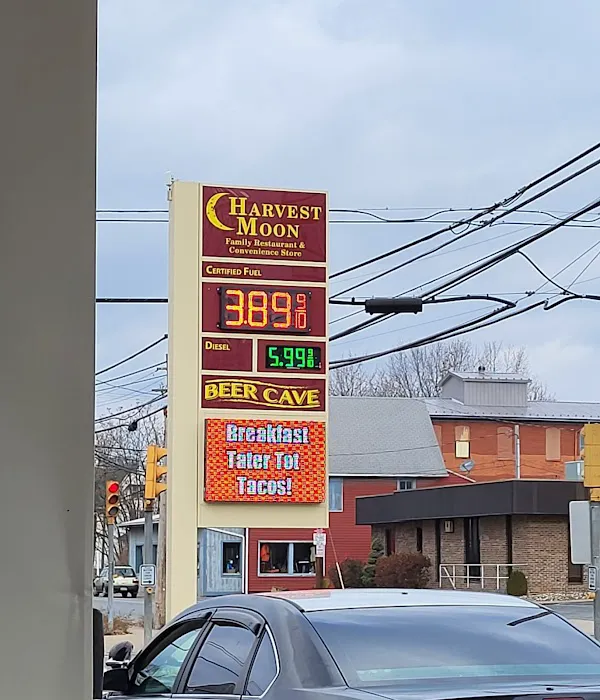 HARVEST
MOON
Family Restaurant &
Convenience Store
CERTIFIED FUEL
3.89 9/10
DIESEL
5.99 9/10
BEER CAVE
Breakfast
Tater Tot
Tacos!